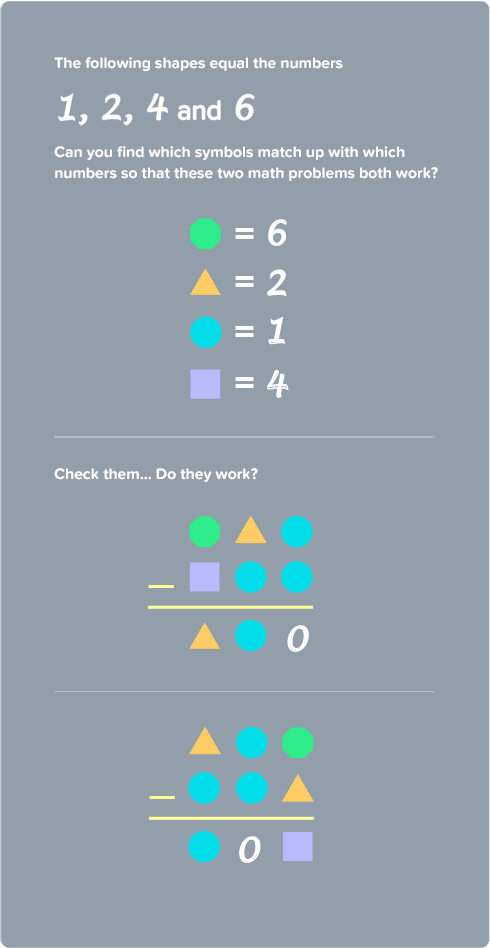 The following shapes equal the numbers
1, 2, 4 and 6
Can you find which symbols match up with which
numbers so that these two math problems both work?
= 6
= 2
= 1
= 4
Check them... Do they work?
–
0
–
0